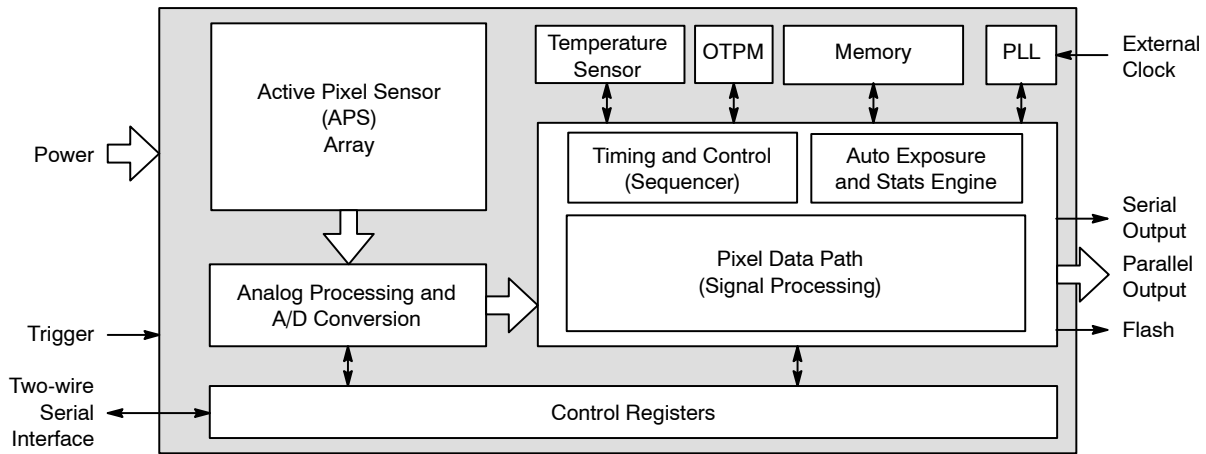 Active Pixel Sensor
(APS)
Array
Temperature
Sensor
OTPM
Memory
PLL
External
Clock
Power
Timing and Control
(Sequencer)
Auto Exposure
and Stats Engine
Serial
Output
Pixel Data Path
(Signal Processing)
Parallel
Output
Analog Processing and
A/D Conversion
Trigger
Flash
Two-wire
Serial
Interface
Control Registers